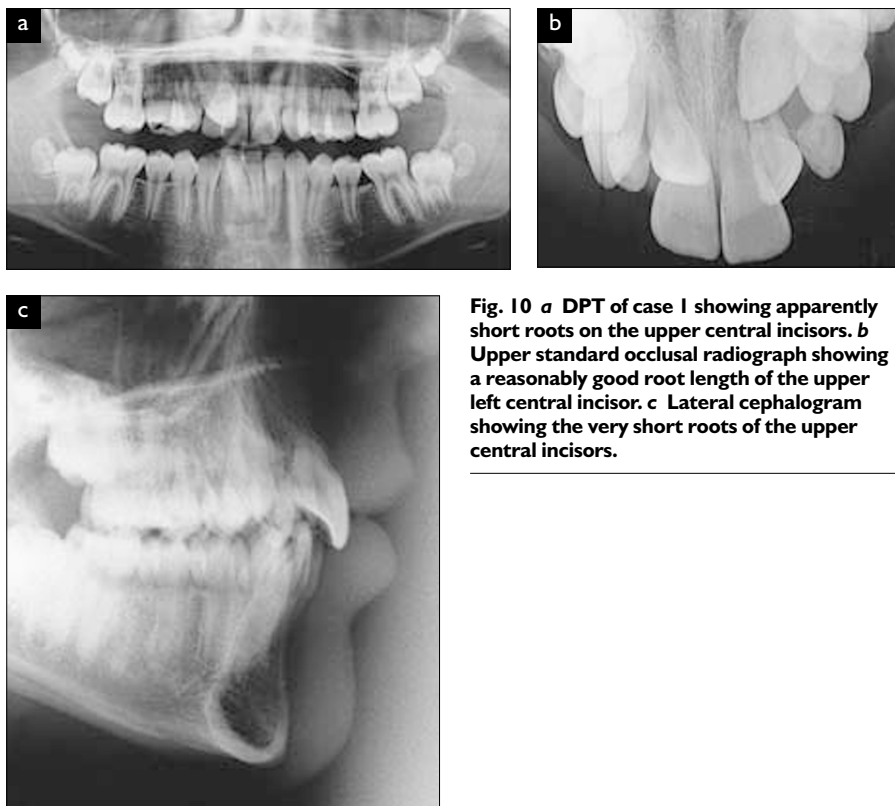 a
b
c
Fig. 10 a DPT of case 1 showing apparently
short roots on the upper central incisors. b
Upper standard occlusal radiograph showing
a reasonably good root length of the upper
left central incisor. c Lateral cephalogram
showing the very short roots of the upper
central incisors.